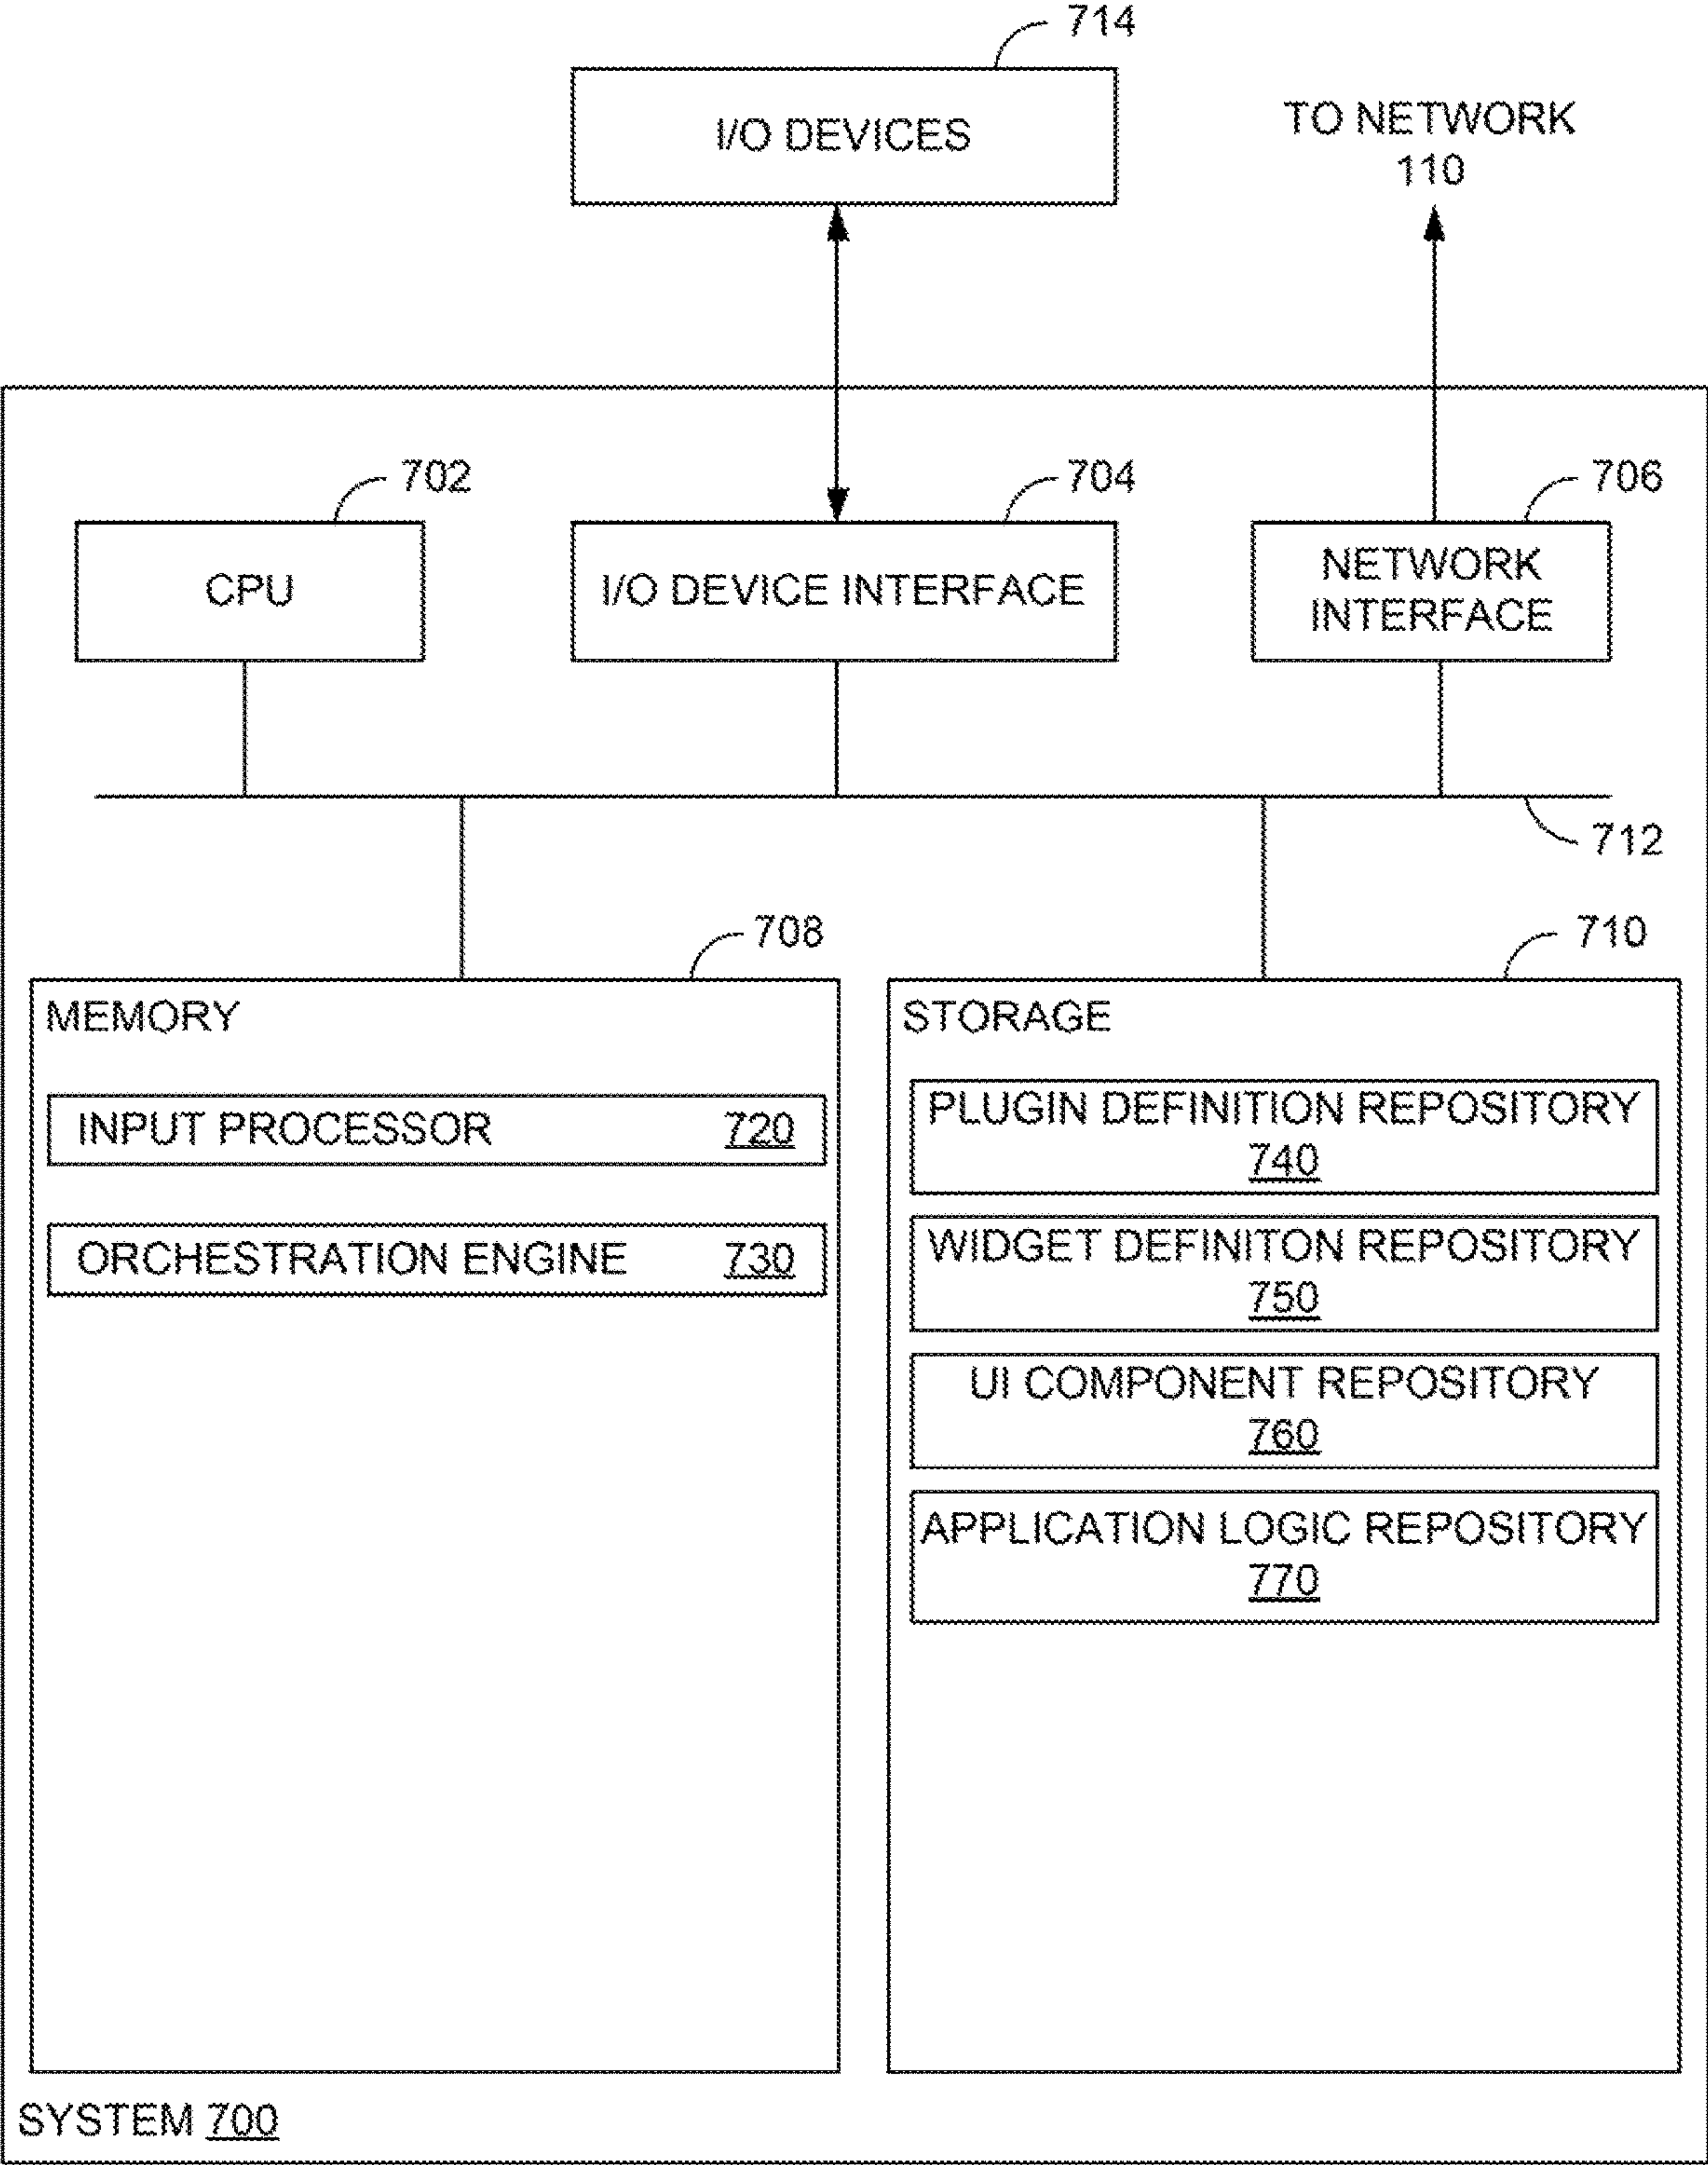 714
I/O DEVICES
TO NETWORK
110
702
704
706
CPU
I/O DEVICE INTERFACE
NETWORK
INTERFACE
712
708
710
MEMORY
INPUT PROCESSOR 720
ORCHESTRATION ENGINE 730
STORAGE
PLUGIN DEFINITION REPOSITORY
740
WIDGET DEFINITON REPOSITORY
750
UI COMPONENT REPOSITORY
760
APPLICATION LOGIC REPOSITORY
770
SYSTEM 700